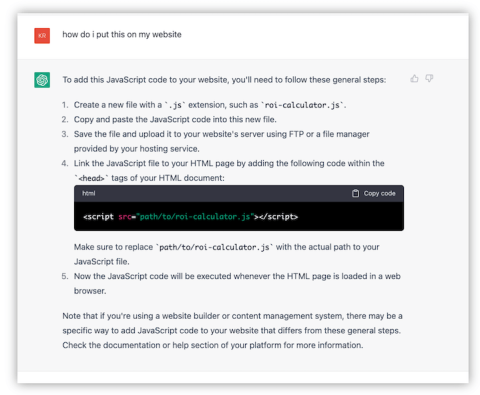 KR
how do i put this on my website
To add this JavaScript code to your website, you'll need to follow these general steps:
1. Create a new file with a `.js` extension, such as `roi-calculator.js`.
2. Copy and paste the JavaScript code into this new file.
3. Save the file and upload it to your website's server using FTP or a file manager
provided by your hosting service.
4. Link the JavaScript file to your HTML page by adding the following code within the
`<head>` tags of your HTML document:
html
Copy code
<script src="path/to/roi-calculator.js"></script>
Make sure to replace `path/to/roi-calculator.js` with the actual path to your
JavaScript file.
5. Now the JavaScript code will be executed whenever the HTML page is loaded in a web
browser.
Note that if you're using a website builder or content management system, there may be a
specific way to add JavaScript code to your website that differs from these general steps.
Check the documentation or help section of your platform for more information.